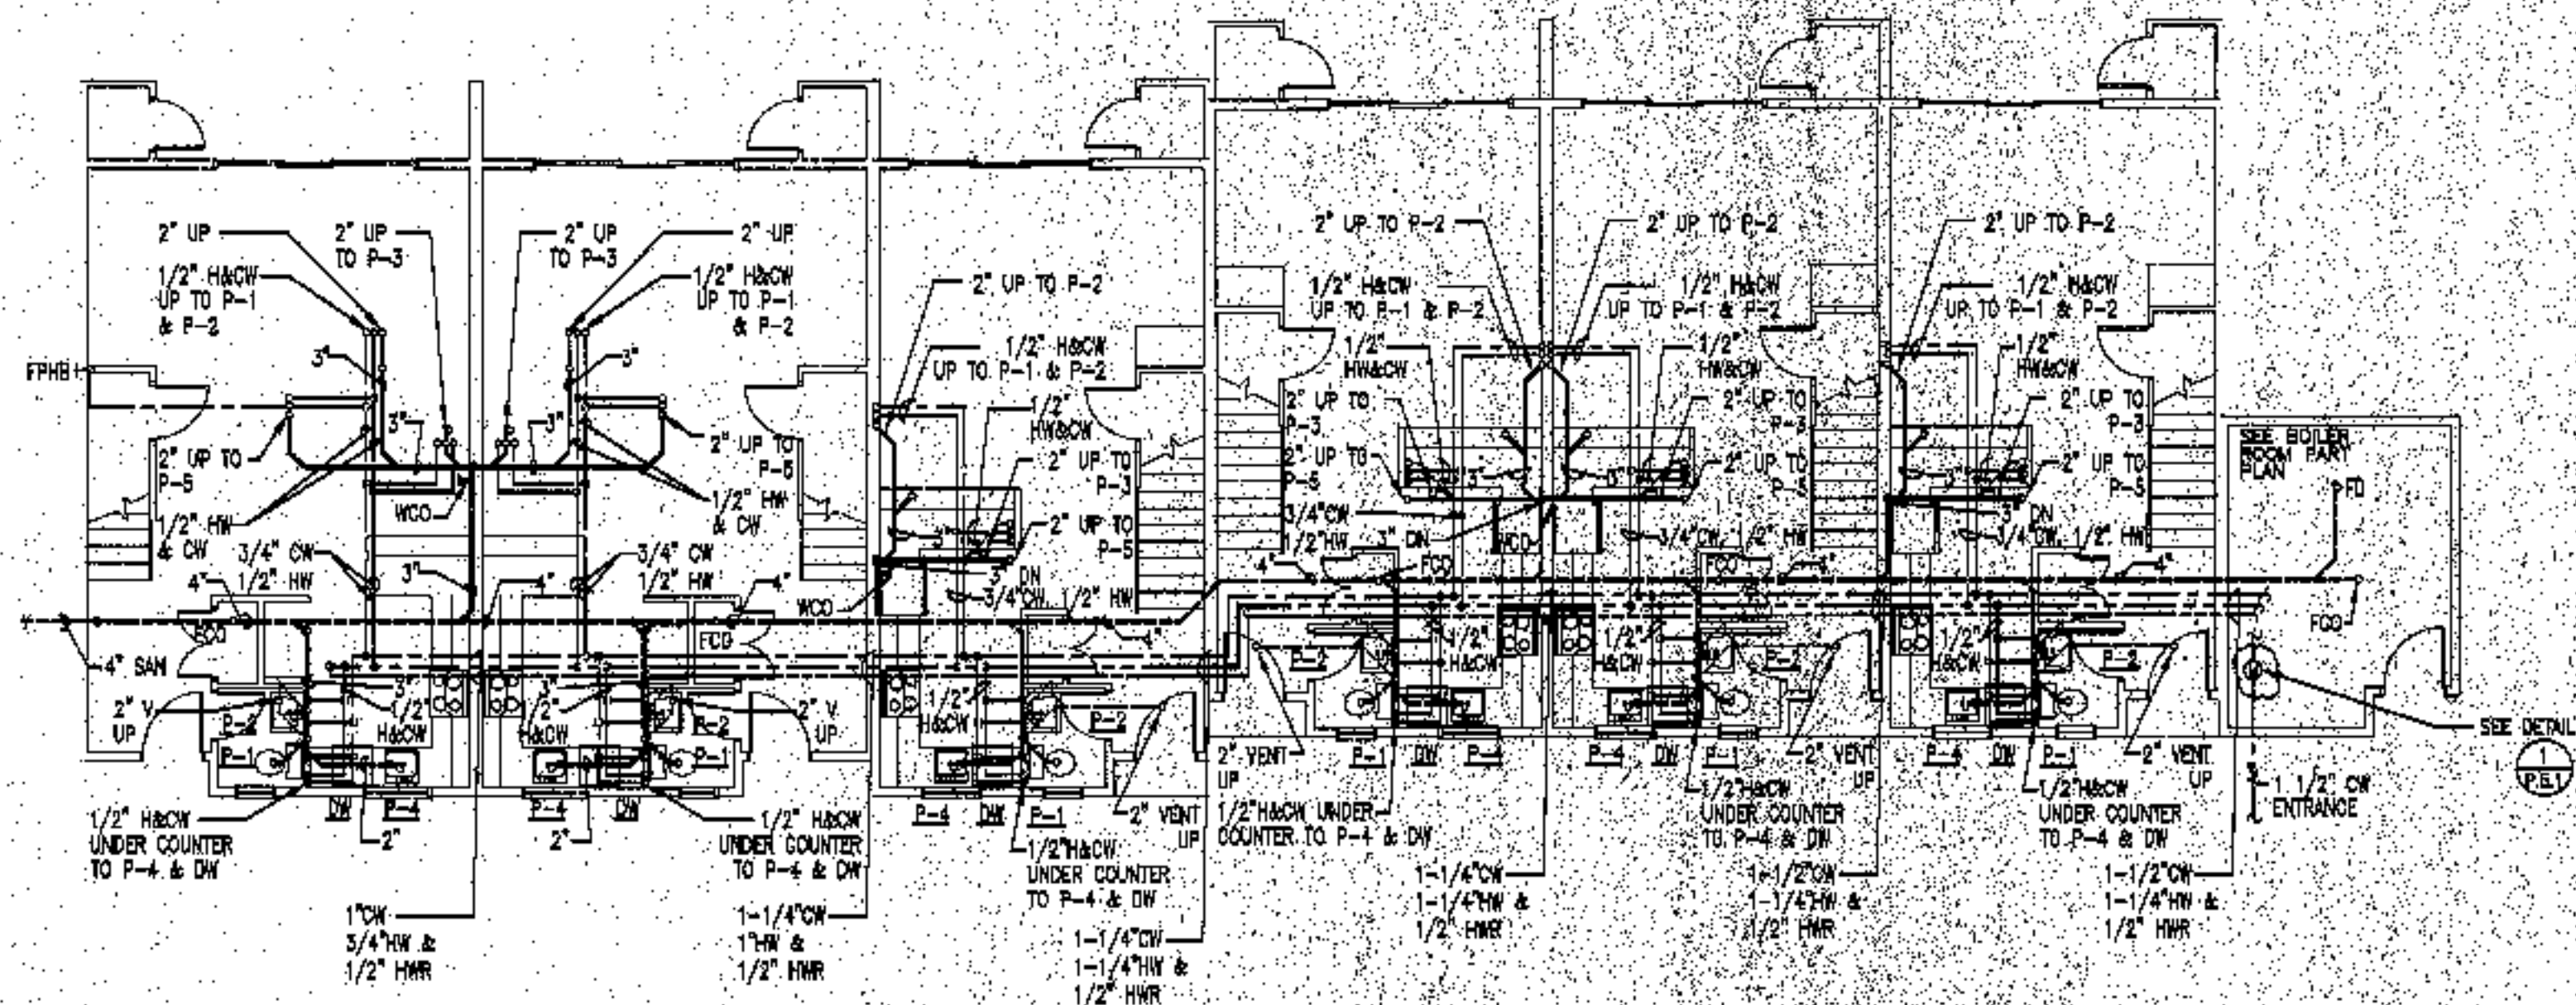 2" UP
2" UP
TO P-3
2" UP
TO P-3
2" UP
1/2" H&CW
UP TO P-1
& P-2
1/2" H&CW
UP TO P-1
& P-2
2" UP TO P-2
1/2" H&CW
UP TO P-1 & P-2
1/2"
HW&CW
2" UP TO
P-3
2" UP TO
P-5
2" UP TO P-2
2" UP TO P-2
2" UP TO P-2
1/2" H&CW
UP TO P-1 & P-2
1/2" H&CW
UP TO P-1 & P-2
1/2" H&CW
UP TO P-1 & P-2
1/2"
HW&CW
1/2"
HW&CW
1/2"
HW&CW
2" UP TO
P-3
2" UP TO
P-3
2" UP TO
P-3
2" UP TO
P-5
2" UP TO
P-5
2" UP TO
P-5
FPHB
3"
3"
3"
3"
2" UP TO
P-5
2" UP TO
P-5
1/2" HW
& CW
WCO
1/2" HW
& CW
3/4" CW
1/2" HW
3/4" CW
1/2" HW
3"
3"
DN
3/4"CW, 1/2" HW
WCO
3/4"CW
1/2"HW
3"
3" DN
WCO
3"
3/4"CW, 1/2" HW
3" DN
3/4"CW, 1/2" HW
SEE BOILER
ROOM PART
PLAN
FD
4"
4"
4"
4"
4"
4"
4"
FCO
FCO
FCO
FCO
FCO
4" SAN
2" V
UP
2" V
UP
3"
3"
1/2"
H&CW
1/2"
H&CW
1/2"
H&CW
1/2"
H&CW
1/2"
H&CW
1/2"
H&CW
P-2
P-2
P-2
P-2
P-2
P-2
P-1
P-1
DW
P-4
P-4
DW
P-4
DW
P-1
P-1
DW
P-4
P-4
DW
P-1
P-4
DW
P-1
2"
2"
2" VENT
UP
2" VENT
UP
2" VENT
UP
2" VENT
UP
1/2" H&CW
UNDER COUNTER
TO P-4 & DW
1/2" H&CW
UNDER COUNTER
TO P-4 & DW
1/2"H&CW
UNDER COUNTER
TO P-4 & DW
1/2"H&CW UNDER
COUNTER TO P-4 & DW
1/2"H&CW
UNDER COUNTER
TO P-4 & DW
1/2"H&CW
UNDER COUNTER
TO P-4 & DW
1 1/2" CW
ENTRANCE
SEE DETAIL
1
P.6.1
1"CW
3/4"HW &
1/2" HWR
1-1/4"CW
1"HW &
1/2" HWR
1-1/4"CW
1-1/4"HW &
1/2" HWR
1-1/4"CW
1-1/4"HW &
1/2" HWR
1-1/2"CW
1-1/4"HW &
1/2" HWR
1-1/2"CW
1-1/4"HW &
1/2" HWR